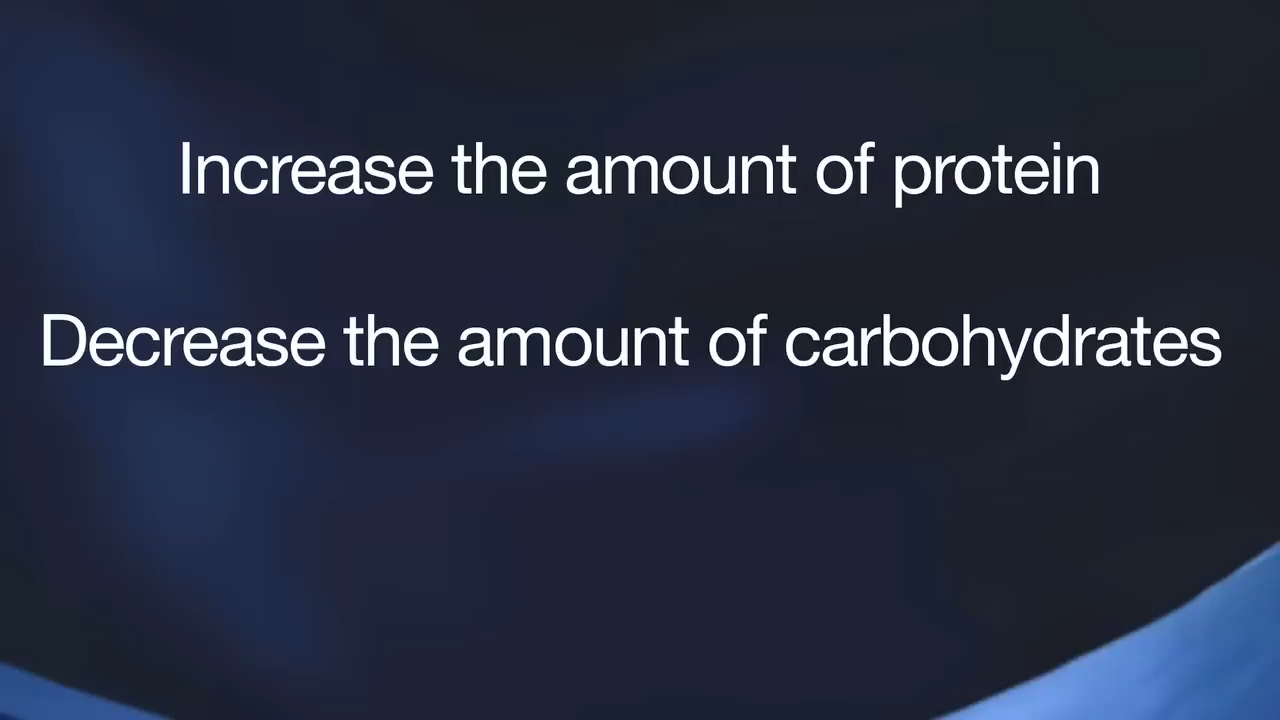 Increase the amount of protein
Decrease the amount of carbohydrates